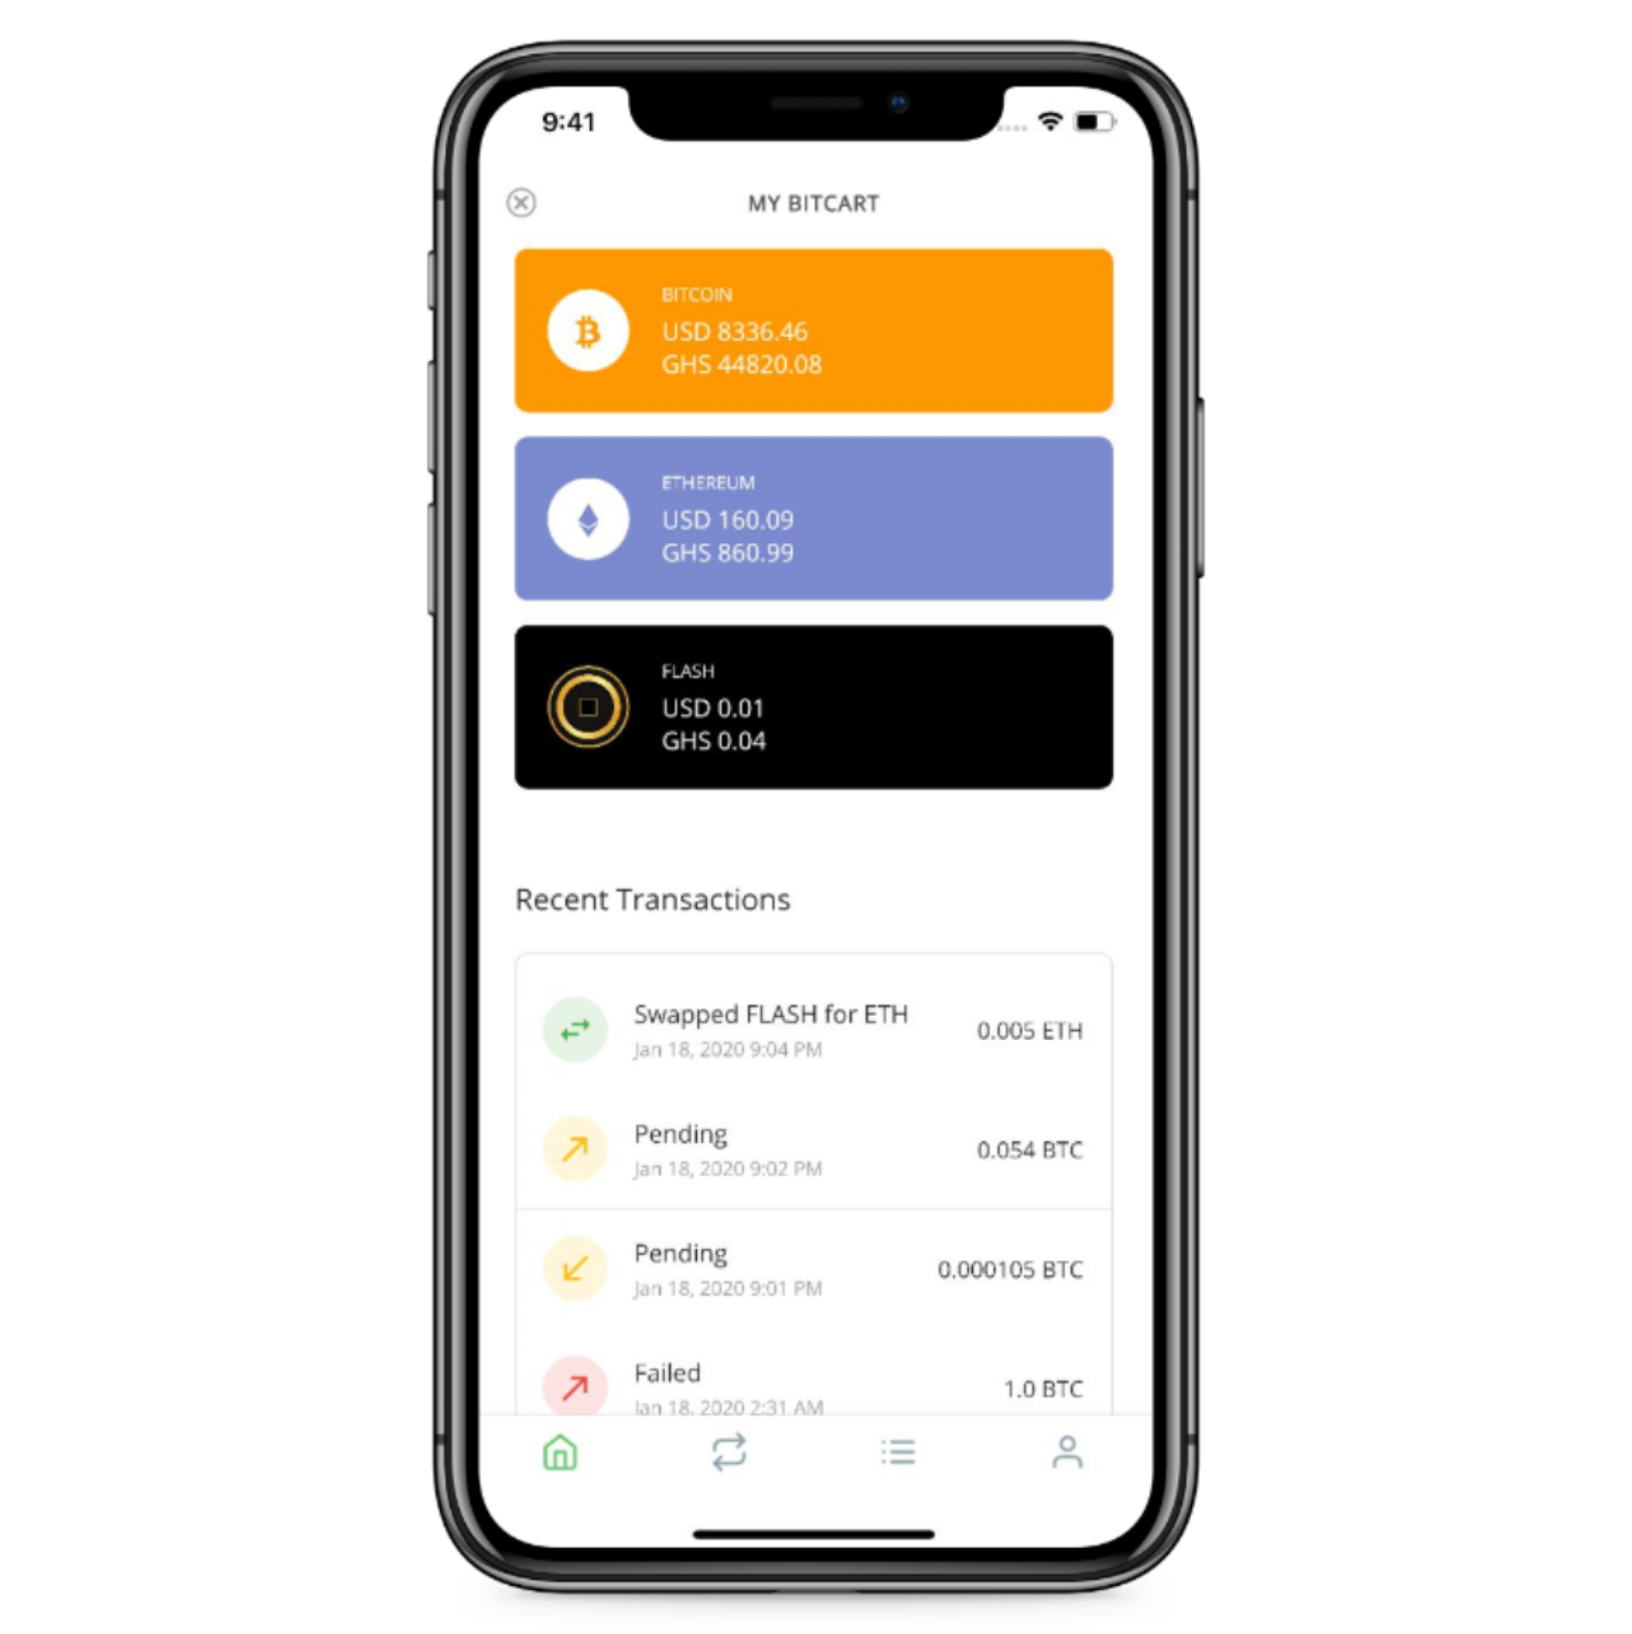 9:41
MY BITCART
BITCOIN
USD 8336.46
GHS 44820.08
ETHEREUM
USD 160.09
GHS 860.99
FLASH
USD 0.01
GHS 0.04
Recent Transactions
Swapped FLASH for ETH
0.005 ETH
Jan 18, 2020 9:04 PM
Pending
0.054 BTC
Jan 18, 2020 9:02 PM
Pending
0.000105 BTC
Jan 18, 2020 9:01 PM
Failed
1.0 BTC
Jan 18, 2020 2:31 AM